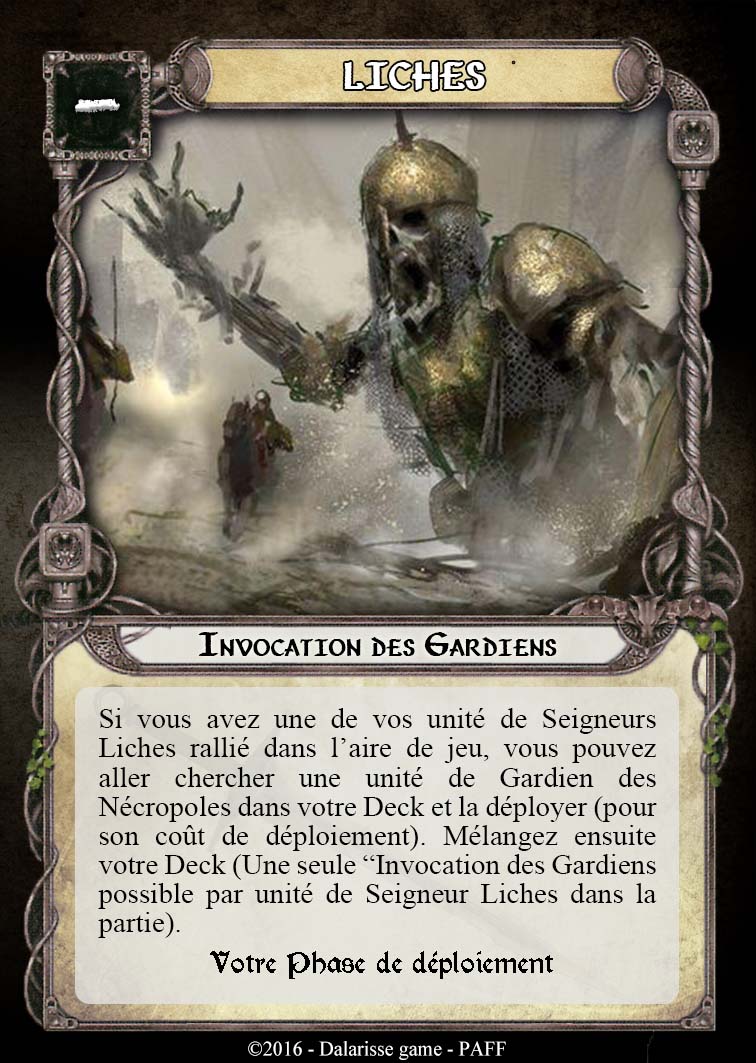 LICHES
INVOCATION DES GARDIENS
Si vous avez une de vos unité de Seigneurs
Liches rallié dans l’aire de jeu, vous pouvez
aller chercher une unité de Gardien des
Nécropoles dans votre Deck et la déployer (pour
son coût de déploiement). Mélangez ensuite
votre Deck (Une seule “Invocation des Gardiens
possible par unité de Seigneur Liches dans la
partie).
Votre Phase de déploiement
©2016 - Dalarisse game - PAFF